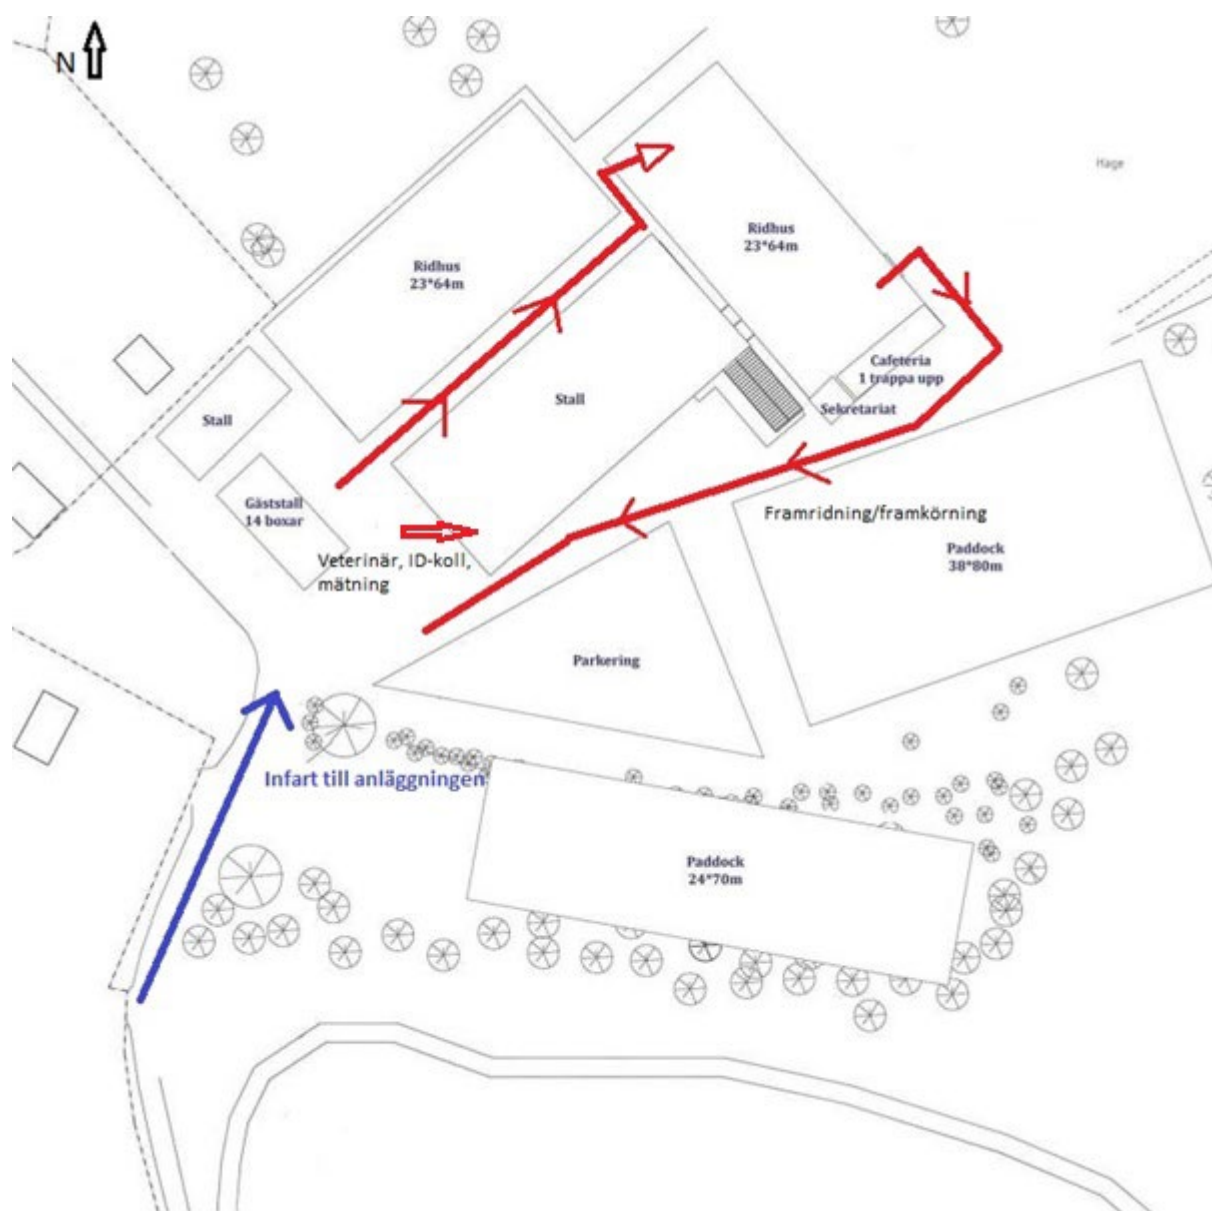 N
Hage
Ridhus
23*64m
Ridhus
23*64m
Cafeteria
1 trappa upp
Sekretariat
Stall
Stall
Gäststall
14 boxar
Framridning/framkörning
Veterinär, ID-koll,
mätning
Paddock
38*80m
Parkering
Infart till anläggningen
Paddock
24*70m